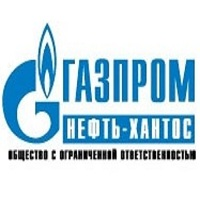 ГАЗПРОМ
НЕФТЬ-ХАНТОС
ОБЩЕСТВО С ОГРАНИЧЕННОЙ ОТВЕТСТВЕННОСТЬЮ